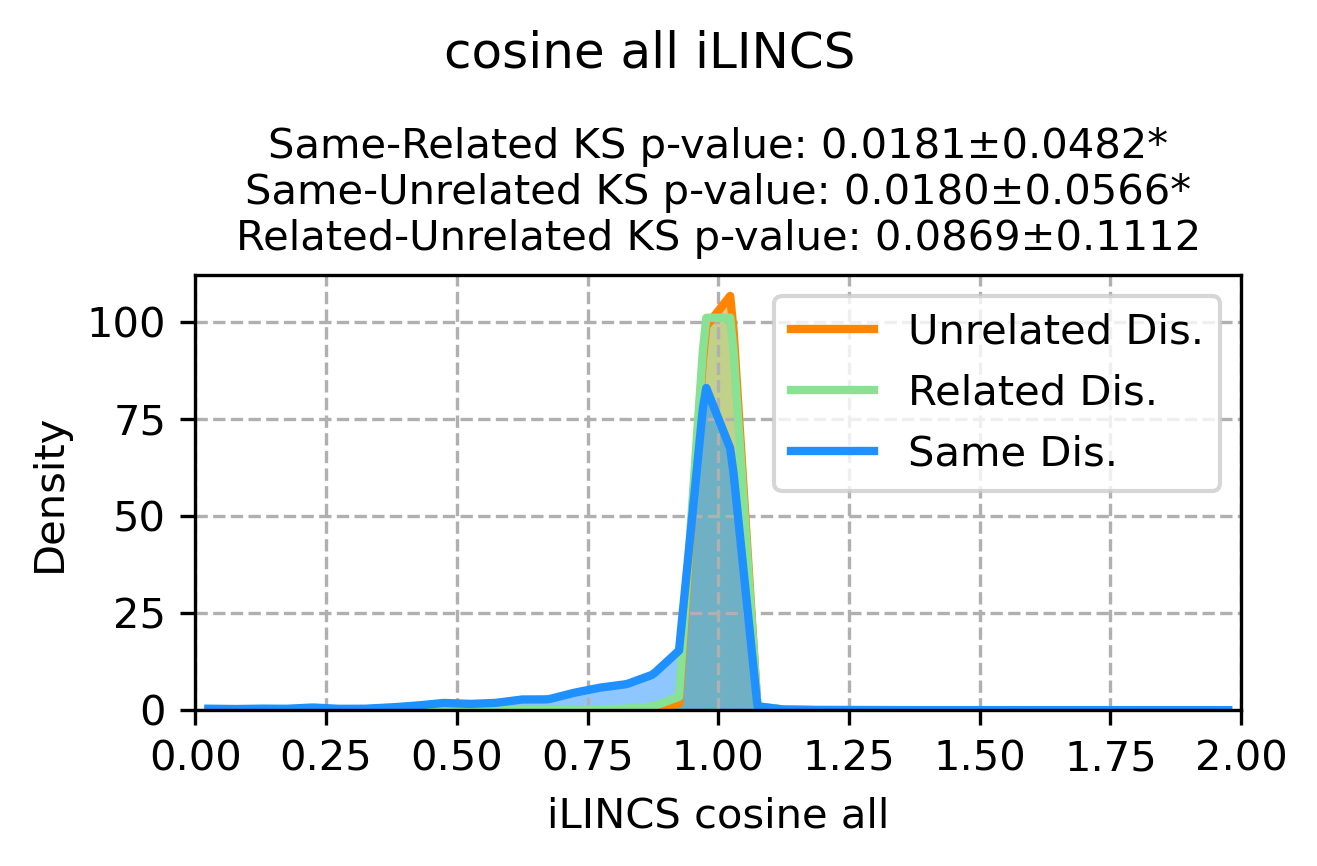 cosine all iLINCS
Same-Related KS p-value: 0.0181±0.0482*
Same-Unrelated KS p-value: 0.0180±0.0566*
Related-Unrelated KS p-value: 0.0869±0.1112
100
75
50
25
0
Density
Unrelated Dis.
Related Dis.
Same Dis.
0.00 0.25 0.50 0.75 1.00 1.25 1.50 1.75 2.00
iLINCS cosine all